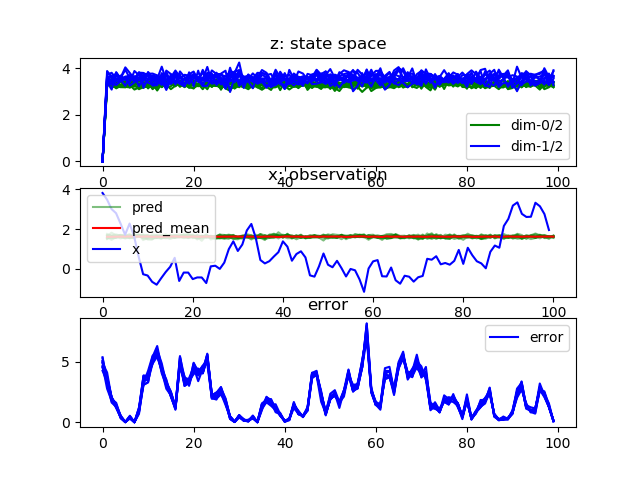 z: state space
4
2
0
dim-0/2
dim-1/2
0 20 40 60 80 100
x: observation
4
2
0
pred
pred_mean
x
0 20 40 60 80 100
error
5
0
error
0 20 40 60 80 100